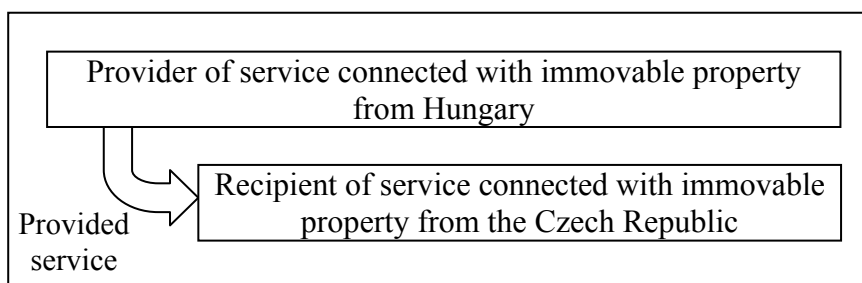 Provider of service connected with immovable property
from Hungary
Recipient of service connected with immovable
property from the Czech Republic
Provided
service